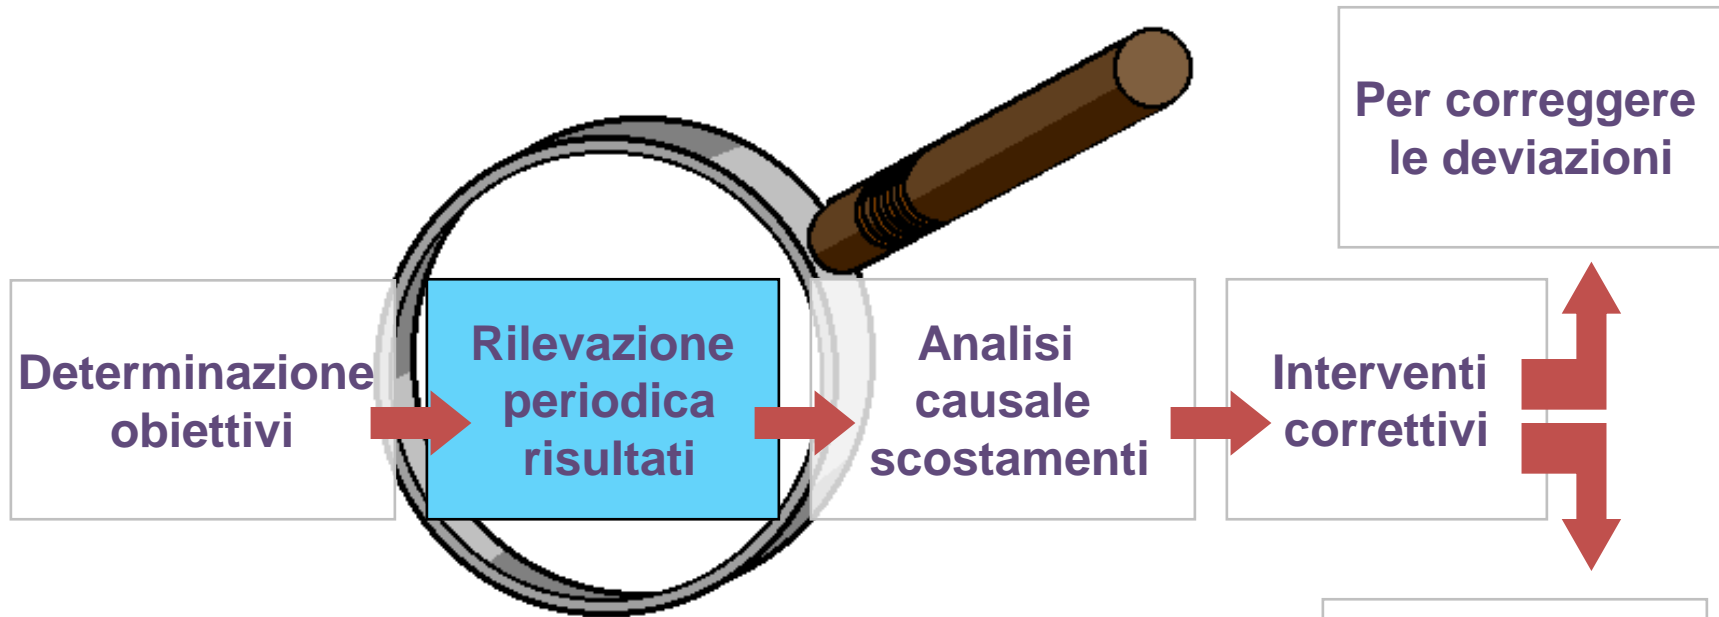 Per correggere
le deviazioni
Determinazione
obiettivi
Rilevazione
periodica
risultati
Analisi
causale
scostamenti
Interventi
correttivi